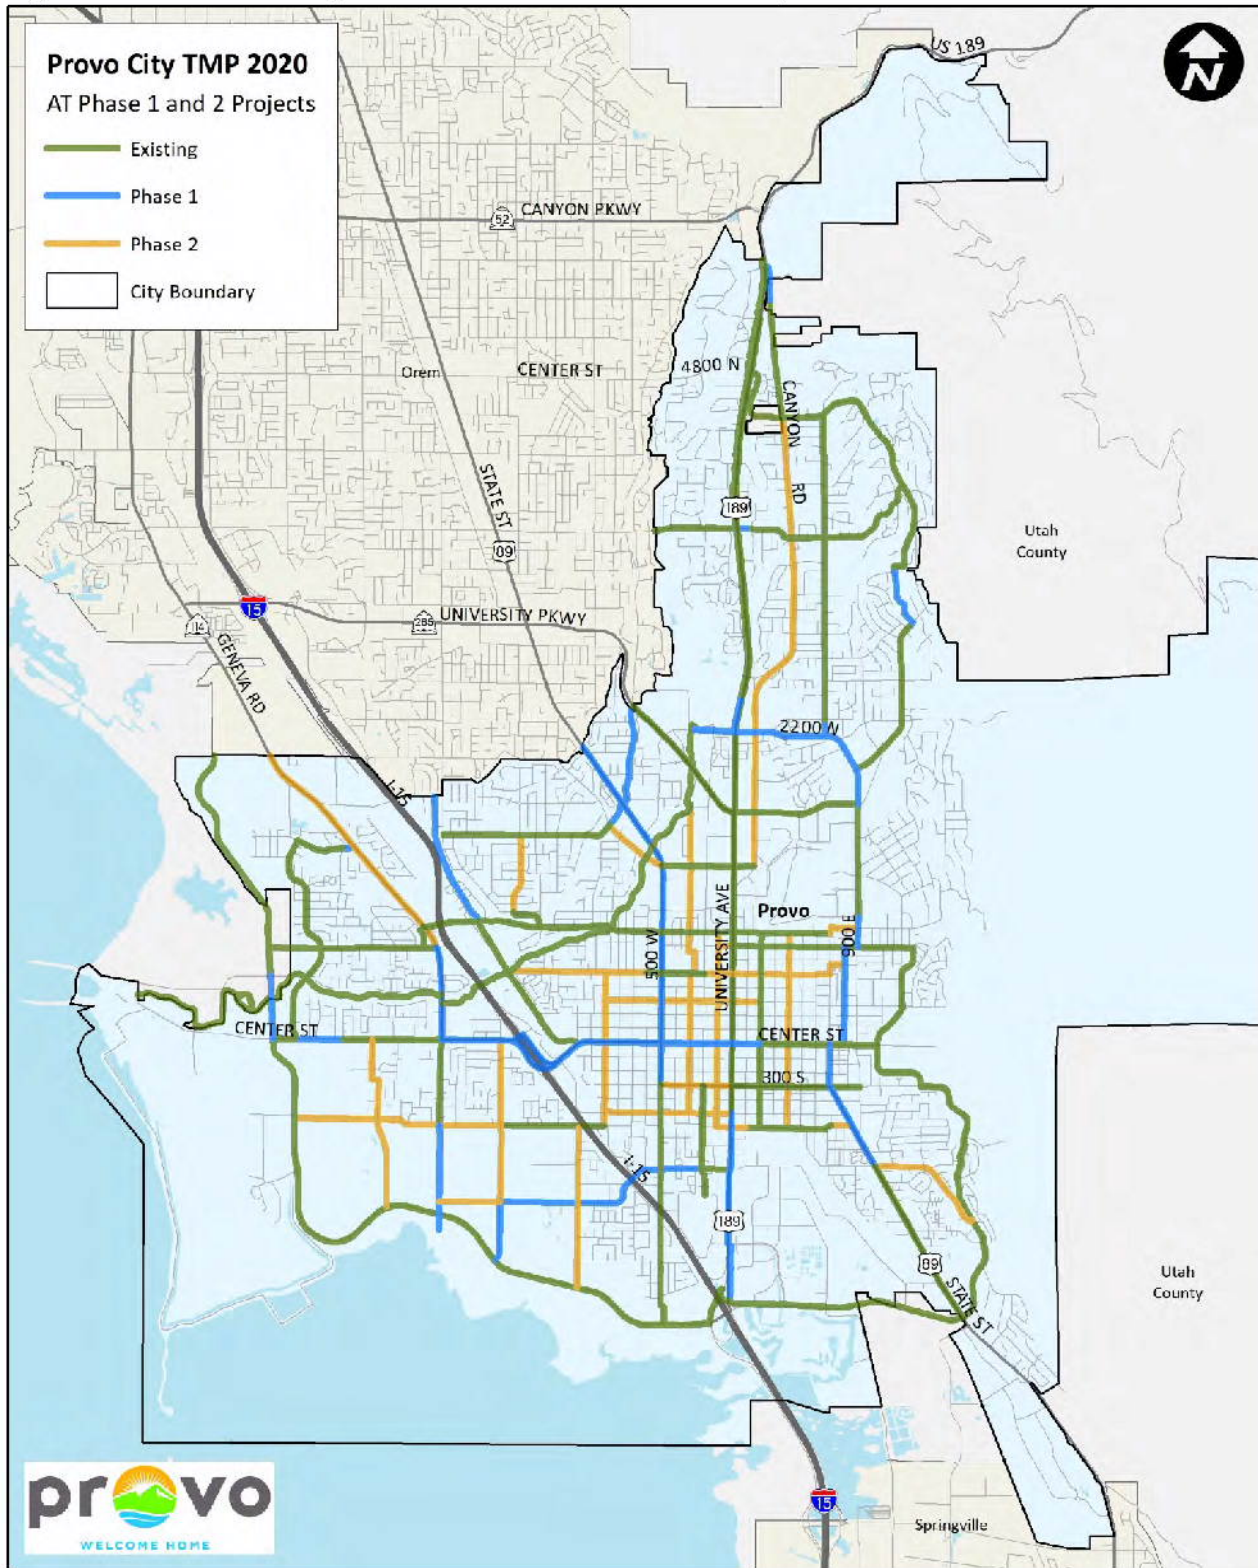 Provo City TMP 2020
AT Phase 1 and 2 Projects
Existing
Phase 1
Phase 2
City Boundary
US 189
N
52
CANYON PKWY
Orem
CENTER ST
4800 N
CANYON
RD
STATE ST
89
189
Utah
County
15
114
265
UNIVERSITY PKWY
GENEVA RD
2200 W
I-15
UNIVERSITY AVE
Provo
500 W
900 E
CENTER ST
CENTER ST
300 S
I-15
189
89
STATE ST
Utah
County
15
Springville
provo
WELCOME HOME